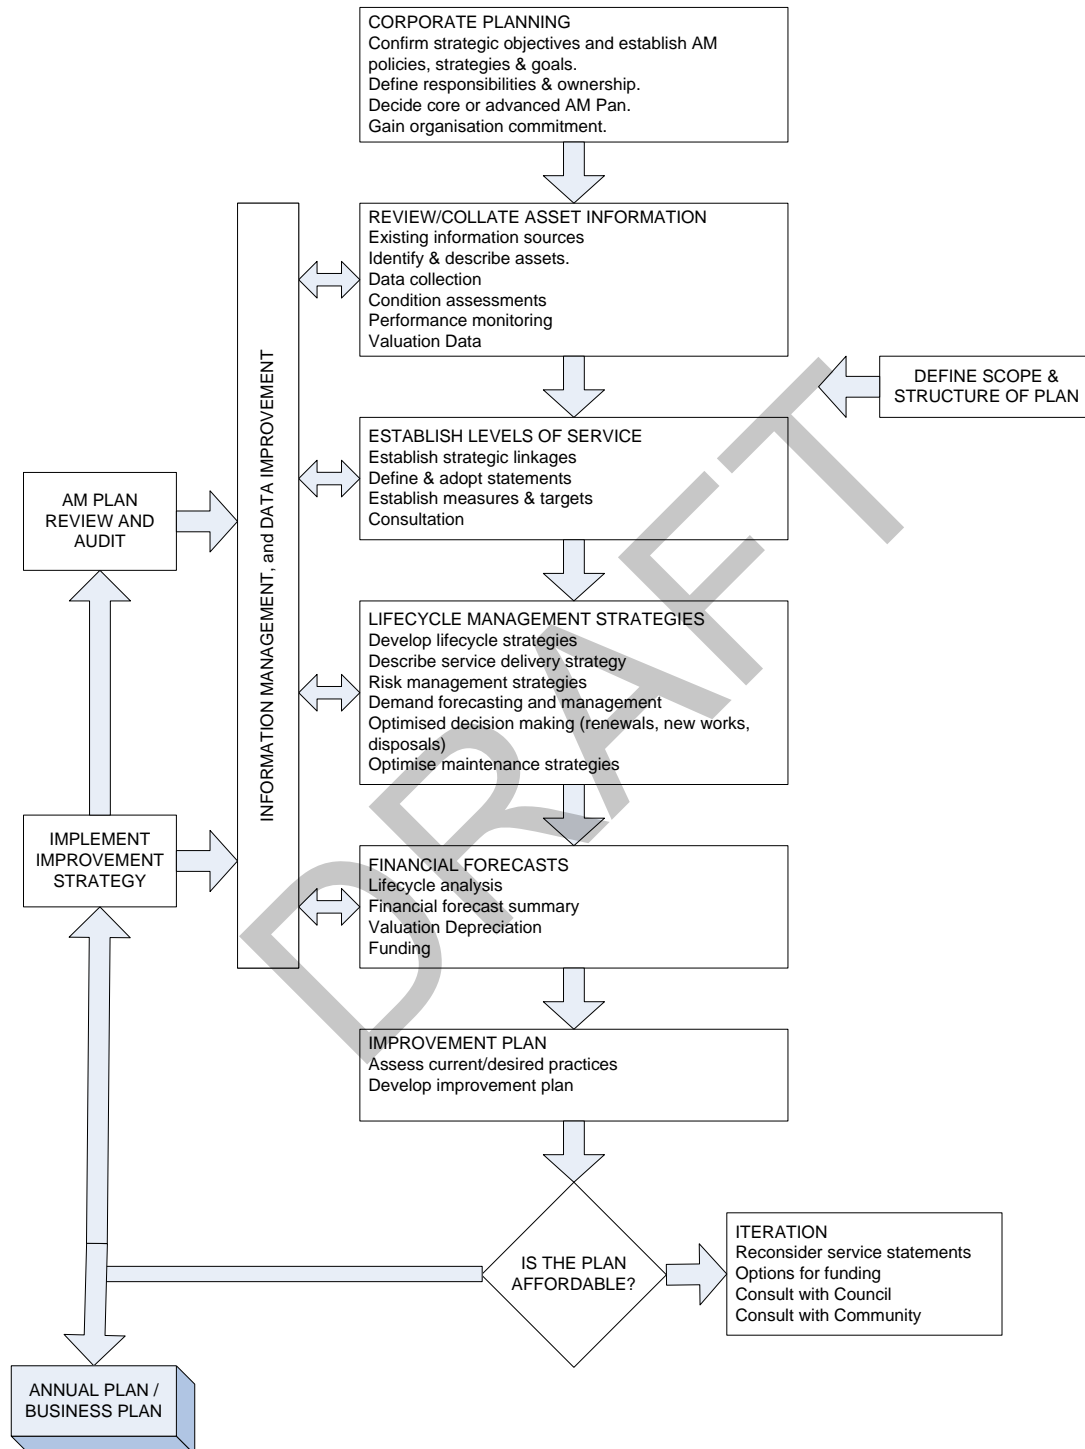 CORPORATE PLANNING
Confirm strategic objectives and establish AM
policies, strategies & goals.
Define responsibilities & ownership.
Decide core or advanced AM Pan.
Gain organisation commitment.
REVIEW/COLLATE ASSET INFORMATION
Existing information sources
Identify & describe assets.
Data collection
Condition assessments
Performance monitoring
Valuation Data
DEFINE SCOPE &
STRUCTURE OF PLAN
INFORMATION MANAGEMENT, and DATA IMPROVEMENT
ESTABLISH LEVELS OF SERVICE
Establish strategic linkages
Define & adopt statements
Establish measures & targets
Consultation
AM PLAN
REVIEW AND
AUDIT
LIFECYCLE MANAGEMENT STRATEGIES
Develop lifecycle strategies
Describe service delivery strategy
Risk management strategies
Demand forecasting and management
Optimised decision making (renewals, new works,
disposals)
Optimise maintenance strategies
IMPLEMENT
IMPROVEMENT
STRATEGY
FINANCIAL FORECASTS
Lifecycle analysis
Financial forecast summary
Valuation Depreciation
Funding
IMPROVEMENT PLAN
Assess current/desired practices
Develop improvement plan
IS THE PLAN
AFFORDABLE?
ITERATION
Reconsider service statements
Options for funding
Consult with Council
Consult with Community
ANNUAL PLAN /
BUSINESS PLAN
DRAFT